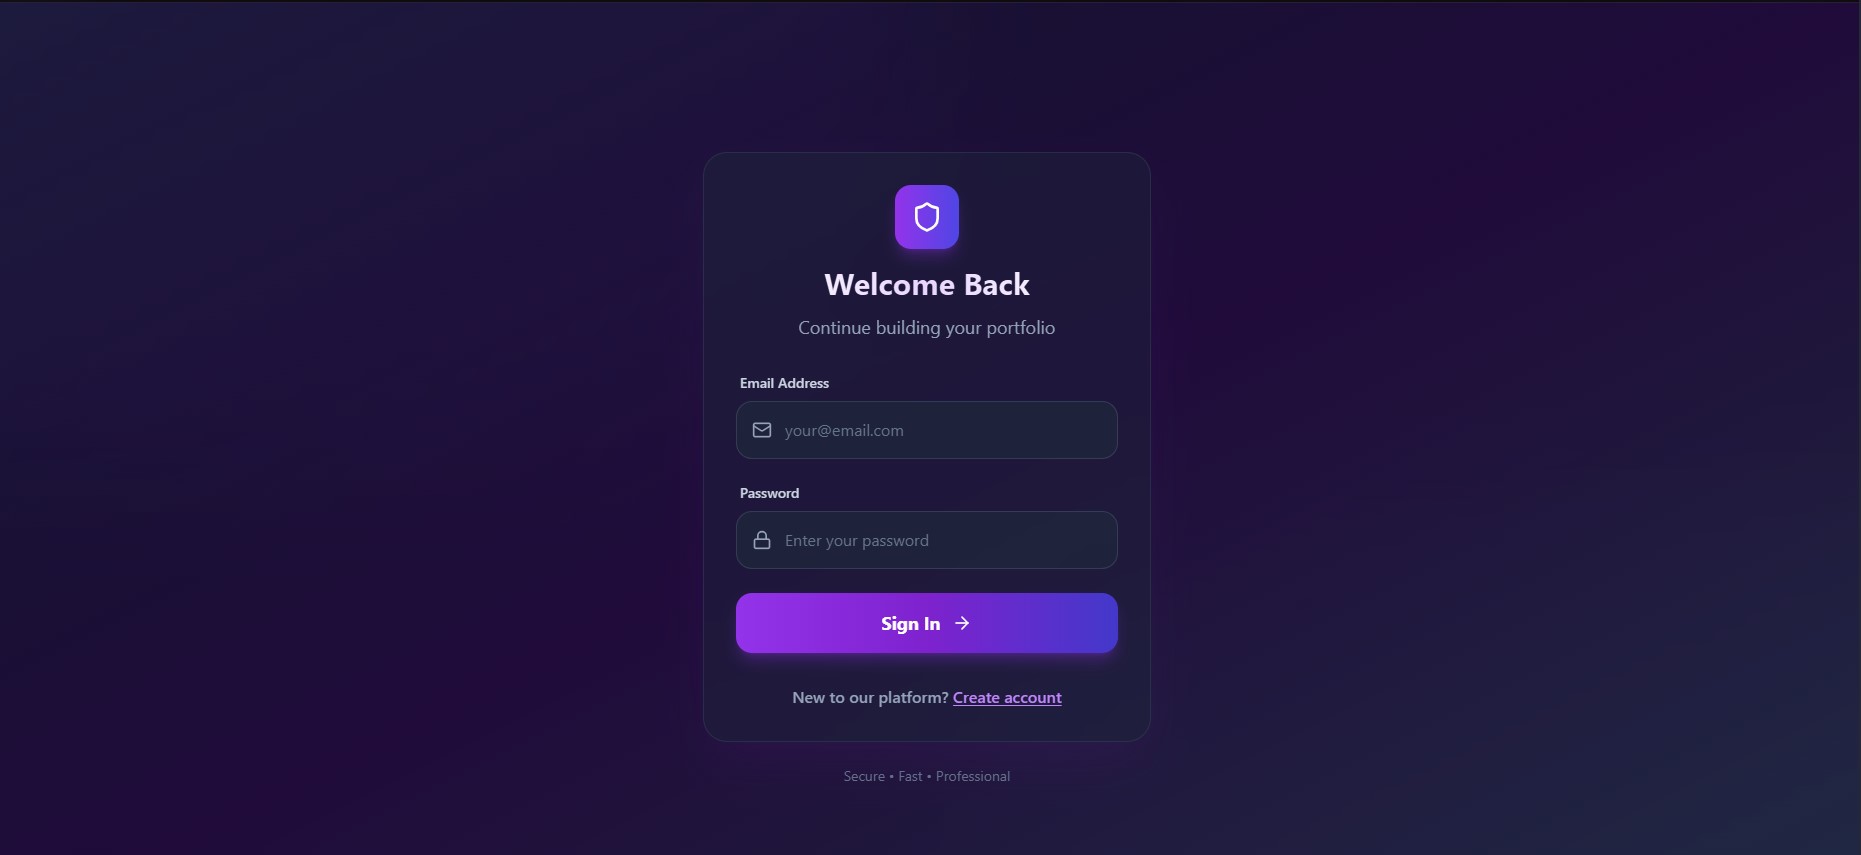 Welcome Back
Continue building your portfolio
Email Address
your@email.com
Password
Enter your password
Sign In
New to our platform? Create account
Secure • Fast • Professional